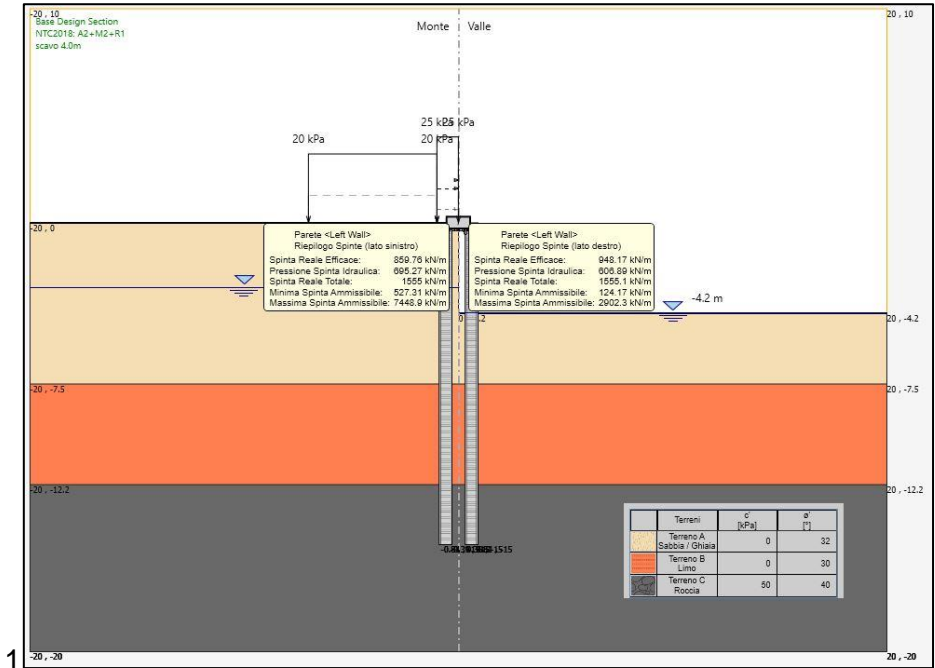 -20, 10
20, 10
Base Design Section
NTC2018: A2+M2+R1
scavo 4.0m
Monte
Valle
25 kPa
kPa
20 kPa
20 kPa
-20, 0
Parete <Left Wall>
Riepilogo Spinte (lato sinistro)
Spinta Reale Efficace: 859.76 kN/m
Pressione Spinta Idraulica: 695.27 kN/m
Spinta Reale Totale: 1555 kN/m
Minima Spinta Ammissibile: 527.31 kN/m
Massima Spinta Ammissibile: 7448.9 kN/m
Parete <Left Wall>
Riepilogo Spinte (lato destro)
Spinta Reale Efficace: 948.17 kN/m
Pressione Spinta Idraulica: 606.89 kN/m
Spinta Reale Totale: 1555.1 kN/m
Minima Spinta Ammissibile: 124.17 kN/m
Massima Spinta Ammissibile: 2902.3 kN/m
-4.2 m
20, -4.2
-20, -7.5
20, -7.5
-20, -12.2
20, -12.2
Terreni c' [kPa] ø' [°]
Terreno A Sabbia / Ghiaia 0 32
Terreno B Limo 0 30
Terreno C Roccia 50 40
1
-20, -20
20, -20